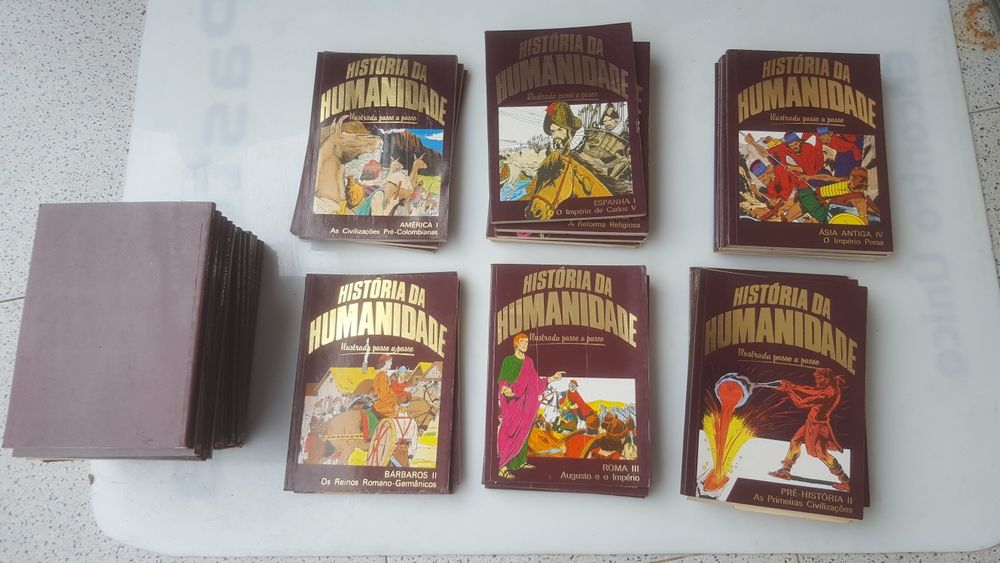 HISTÓRIA DA
HUMANIDADE
Ilustrada passo a passo
AMÉRICA I
As Civilizações Pré-Colombianas
HISTÓRIA DA
HUMANIDADE
Ilustrada passo a passo
ESPANHA I
O Império de Carlos V
A Reforma Religiosa
HISTÓRIA DA
HUMANIDADE
Ilustrada passo a passo
ÁSIA ANTIGA IV
O Império Persa
HISTÓRIA DA
HUMANIDADE
Ilustrada passo a passo
BÁRBAROS II
Os Reinos Romano-Germânicos
HISTÓRIA DA
HUMANIDADE
Ilustrada passo a passo
ROMA III
Augusto e o Império
HISTÓRIA DA
HUMANIDADE
Ilustrada passo a passo
PRÉ-HISTÓRIA II
As Primeiras Civilizações